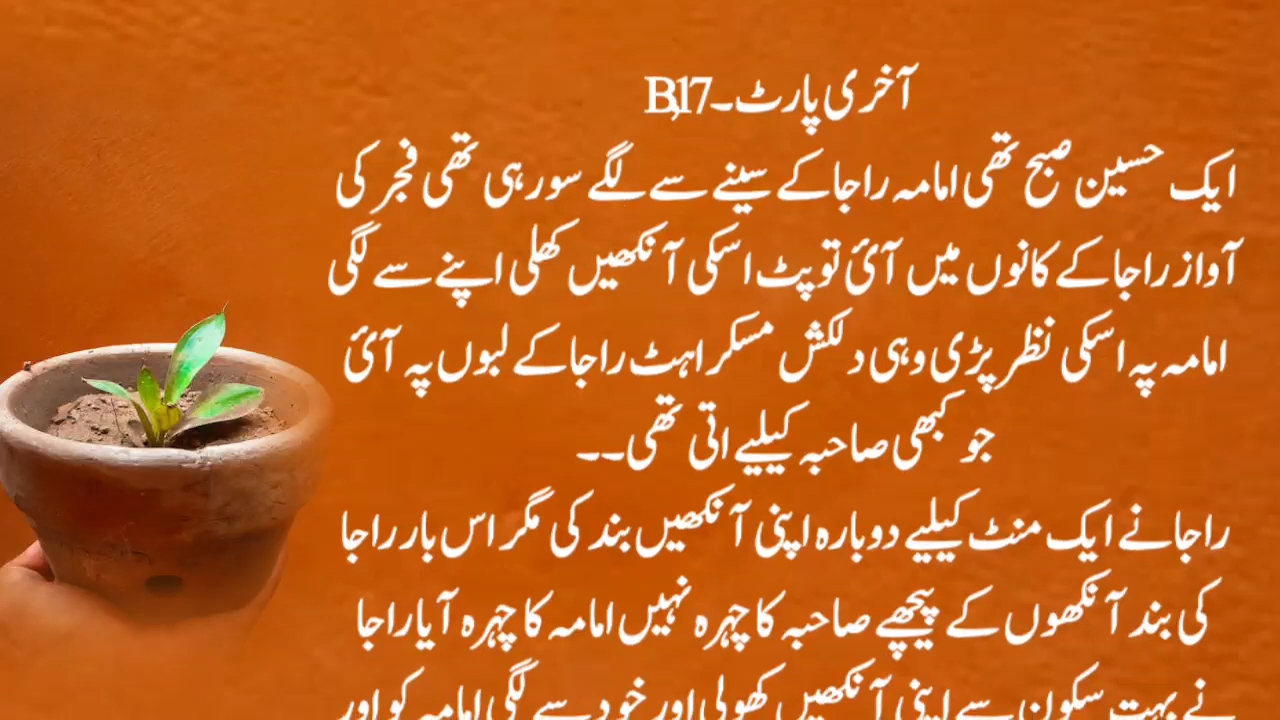 آخری پارٹ۔B,17
ایک حسین صبح تھی امامہ راجا کے سینے سے لگے سو رہی تھی فجر کی
آواز راجا کے کانوں میں آئ تو پٹ اسکی آنکھیں کھلی اپنے سے لگی
امامہ پہ اسکی نظر پڑی وہی دلکش مسکراہٹ راجا کے لبوں پہ آئ
جو کبھی صاحبہ کیلیے اتی تھی۔۔
راجا نے ایک منٹ کیلیے دوبارہ اپنی آنکھیں بند کی مگر اس بار راجا
کی بند آنکھوں کے پیچھے صاحبہ کا چہرہ نہیں امامہ کا چہرہ آیا راجا
نے بہت سکون سے اپنی آنکھیں کھولی اور خود سے لگی امامہ کو اور